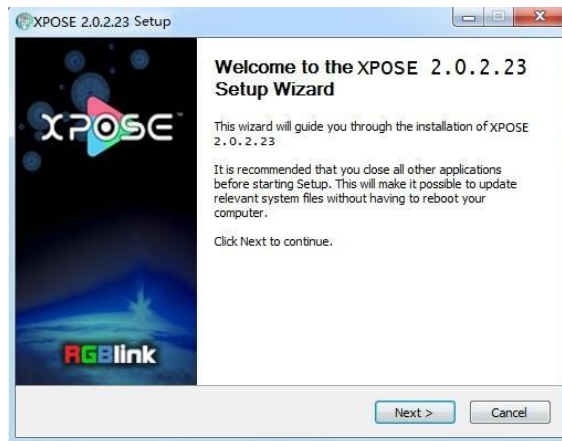 XPOSE 2.0.2.23 Setup
XPOSE™
RGBlink
Welcome to the XPOSE 2.0.2.23
Setup Wizard
This wizard will guide you through the installation of XPOSE
2.0.2.23
It is recommended that you close all other applications
before starting Setup. This will make it possible to update
relevant system files without having to reboot your
computer.
Click Next to continue.
Next >
Cancel